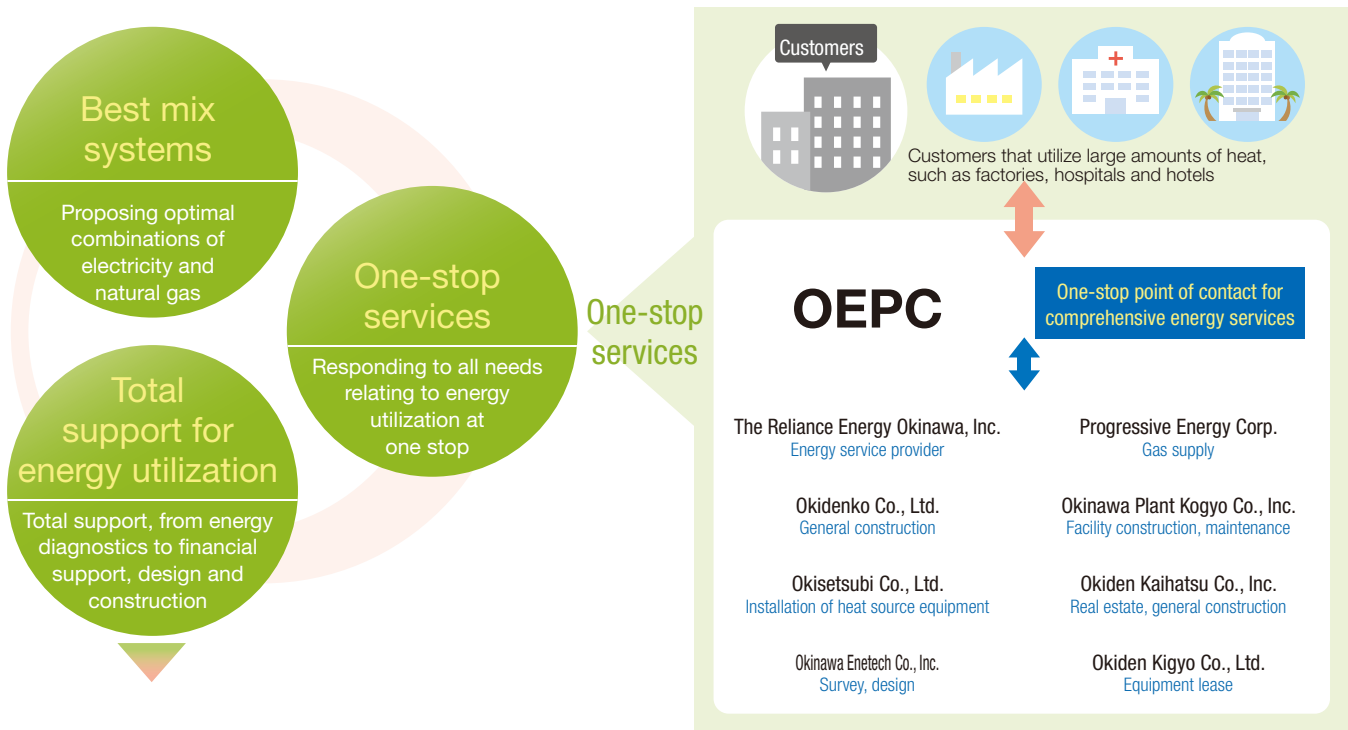 Best mix
systems
Proposing optimal
combinations of
electricity and
natural gas
One-stop
services
Responding to all needs
relating to energy
utilization at
one stop
Total
support for
energy utilization
Total support, from energy
diagnostics to financial
support, design and
construction
One-stop
services
Customers
Customers that utilize large amounts of heat,
such as factories, hospitals and hotels
OEPC
One-stop point of contact for
comprehensive energy services
The Reliance Energy Okinawa, Inc.
Energy service provider
Progressive Energy Corp.
Gas supply
Okidenko Co., Ltd.
General construction
Okinawa Plant Kogyo Co., Inc.
Facility construction, maintenance
Okisetsubi Co., Ltd.
Installation of heat source equipment
Okiden Kaihatsu Co., Inc.
Real estate, general construction
Okinawa Enetech Co., Inc.
Survey, design
Okiden Kigyo Co., Ltd.
Equipment lease